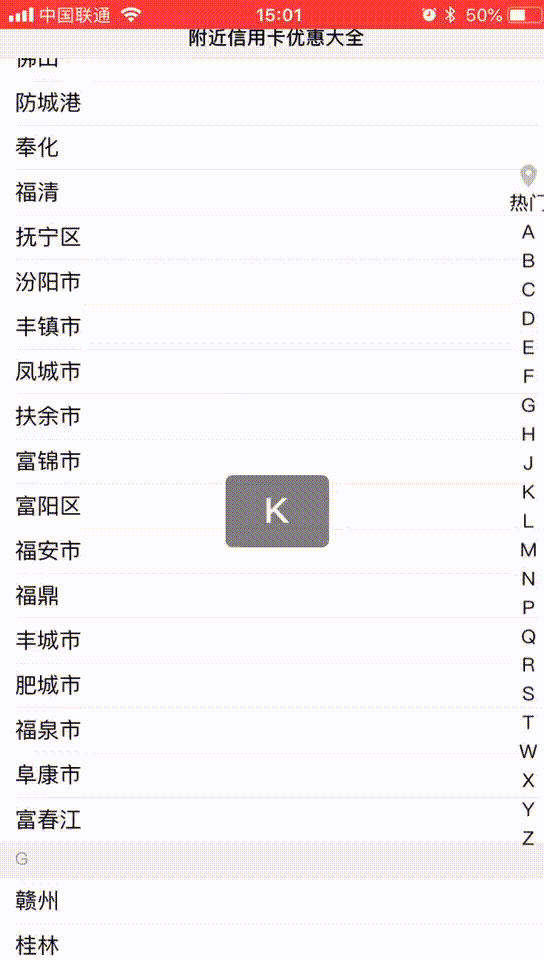 中国联通 15:01 50%
附近信用卡优惠大全
佛山
防城港
奉化
福清
抚宁区
汾阳市
丰镇市
凤城市
扶余市
富锦市
富阳区
福安市
福鼎
丰城市
肥城市
福泉市
阜康市
富春江
G
赣州
桂林
K
热门
A
B
C
D
E
F
G
H
J
K
L
M
N
P
Q
R
S
T
W
X
Y
Z